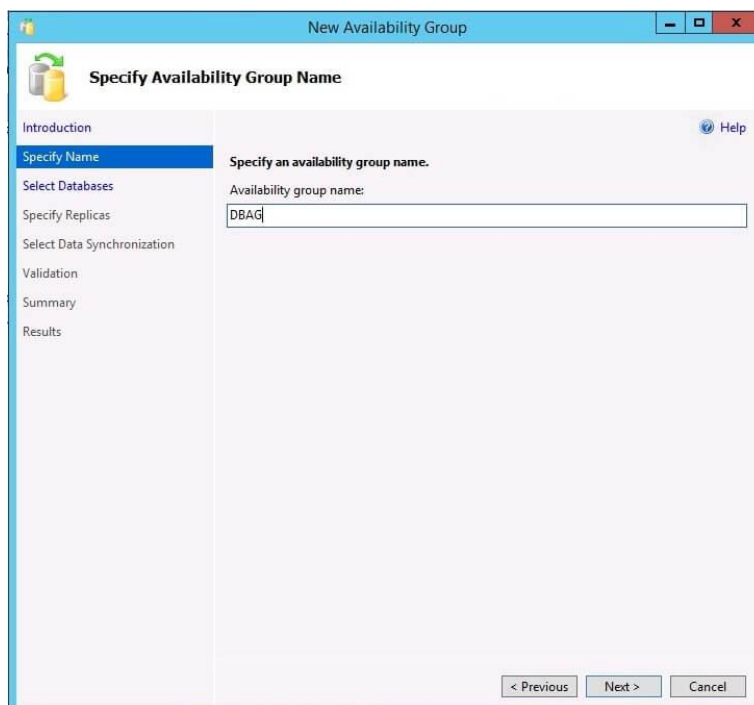 New Availability Group
Specify Availability Group Name
Introduction
Help
Specify Name
Specify an availability group name.
Select Databases
Availability group name:
Specify Replicas
DBAG
Select Data Synchronization
Validation
Summary
Results
< Previous
Next >
Cancel